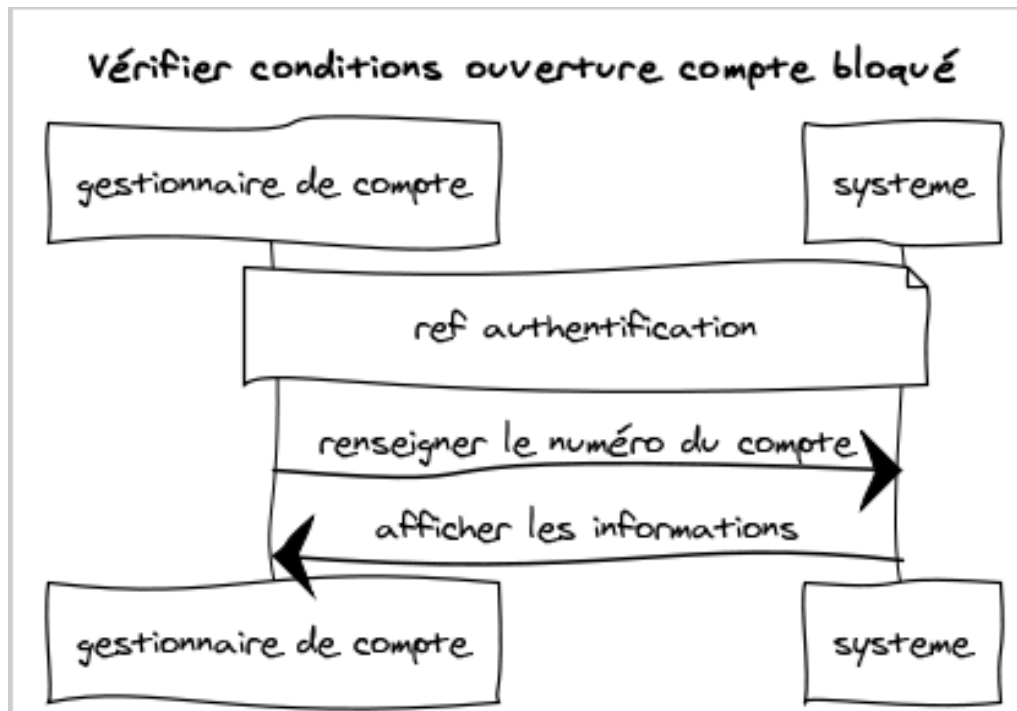 Vérifier conditions ouverture compte bloqué
gestionnaire de compte
systeme
ref authentification
renseigner le numéro du compte
afficher les informations
gestionnaire de compte
systeme